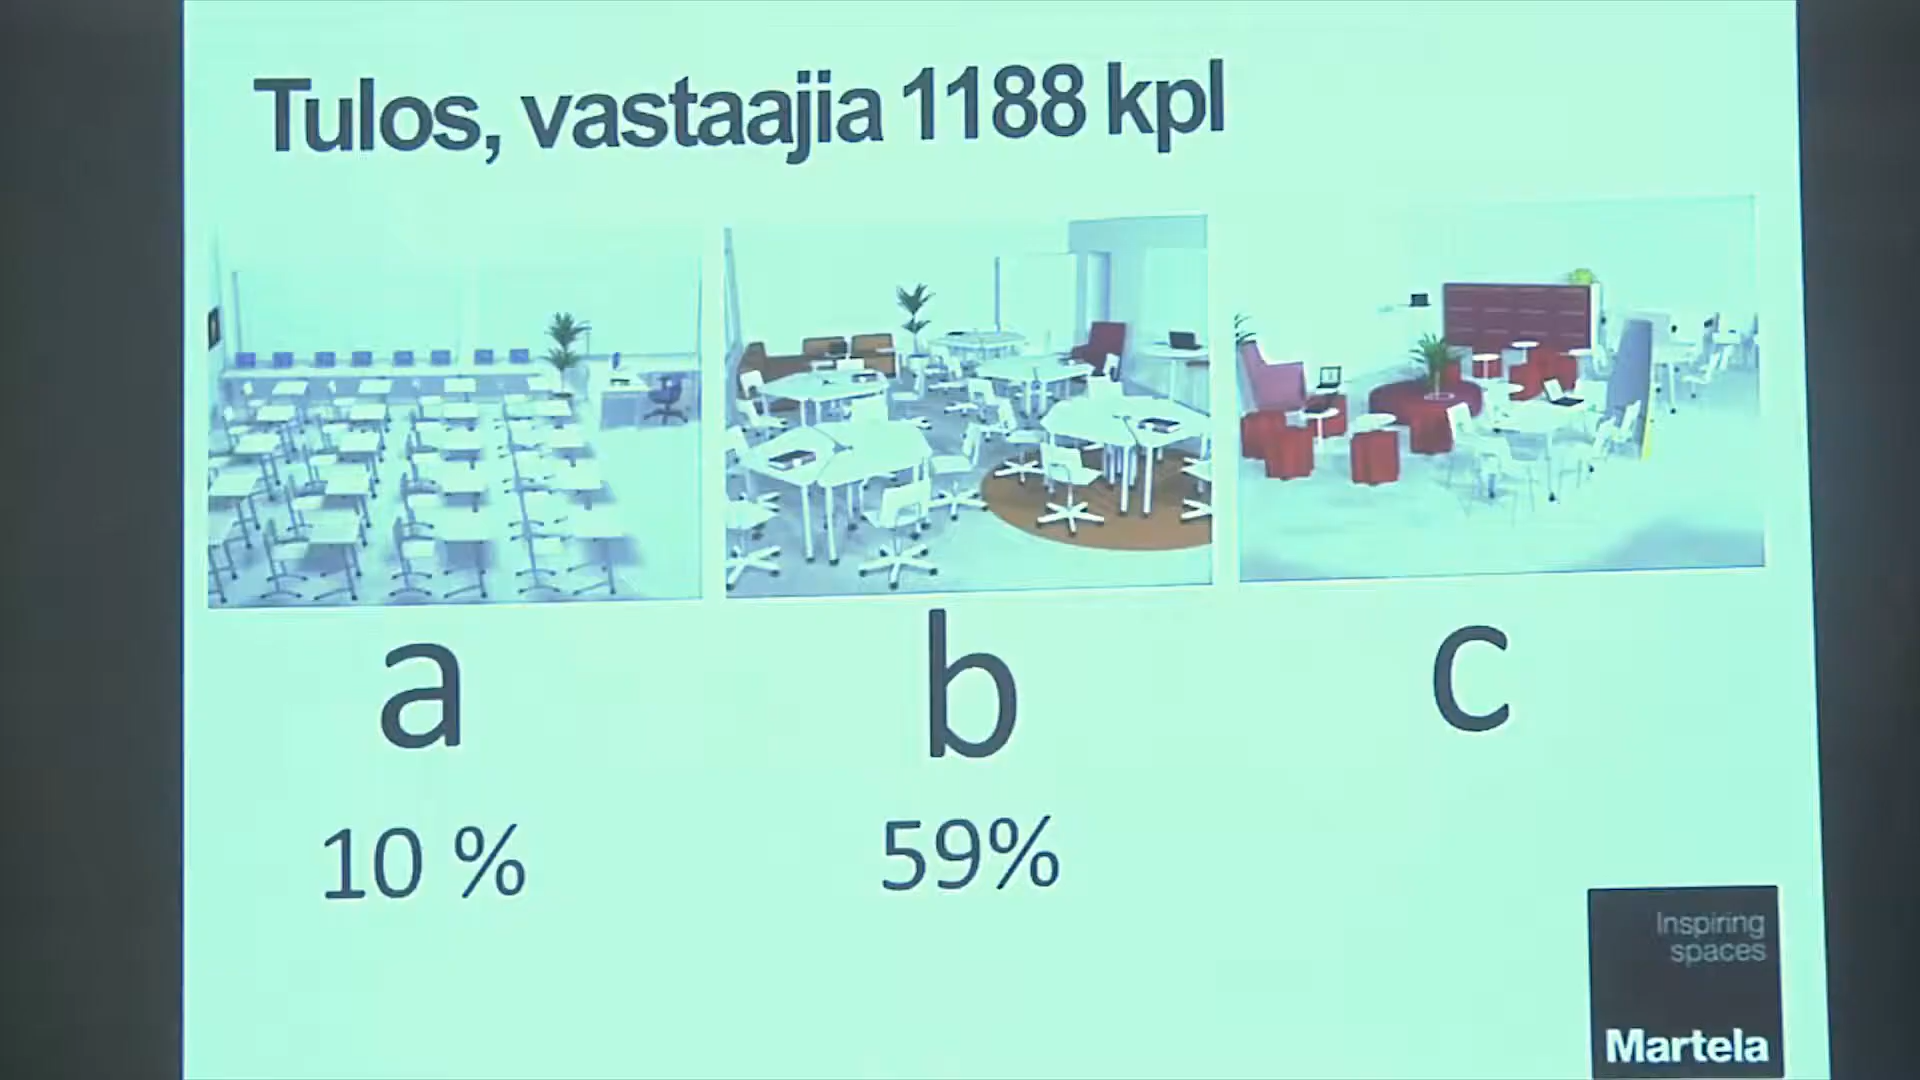 Tulos, vastaajia 1188 kpl
a
b
c
10 %
59%
Inspiring
spaces
Martela